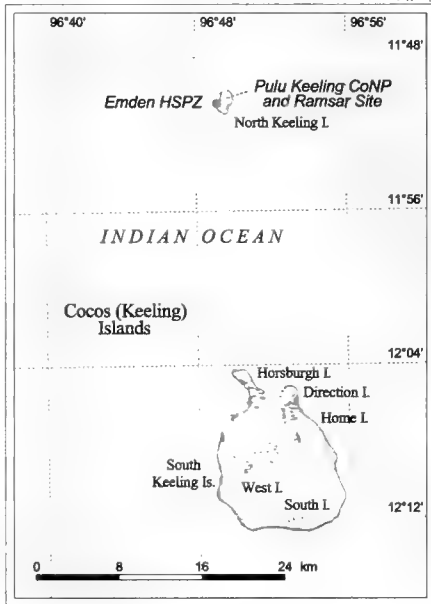 96°40' 96°48' 96°56'
11°48'
Pulu Keeling CoNP
and Ramsar Site
Emden HSPZ
North Keeling I.
11°56'
INDIAN OCEAN
Cocos (Keeling)
Islands
12°04'
Horsburgh I.
Direction I.
Home I.
South
Keeling Is.
West I.
South I.
12°12'
0 8 16 24 km